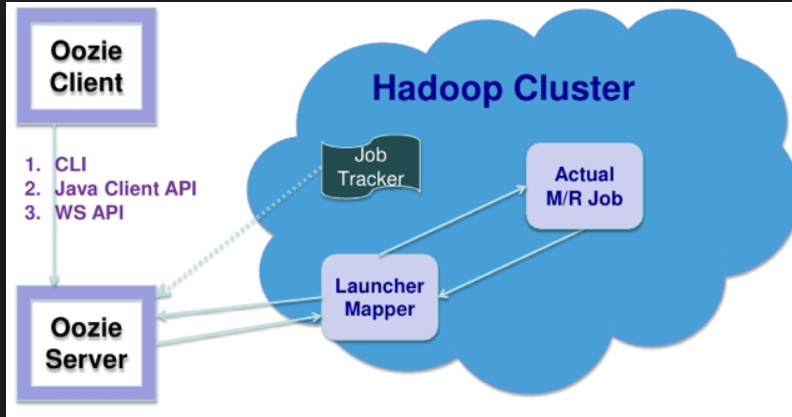 Oozie
Client
Hadoop Cluster
1. CLI
2. Java Client API
3. WS API
Job
Tracker
Actual
M/R Job
Launcher
Mapper
Oozie
Server